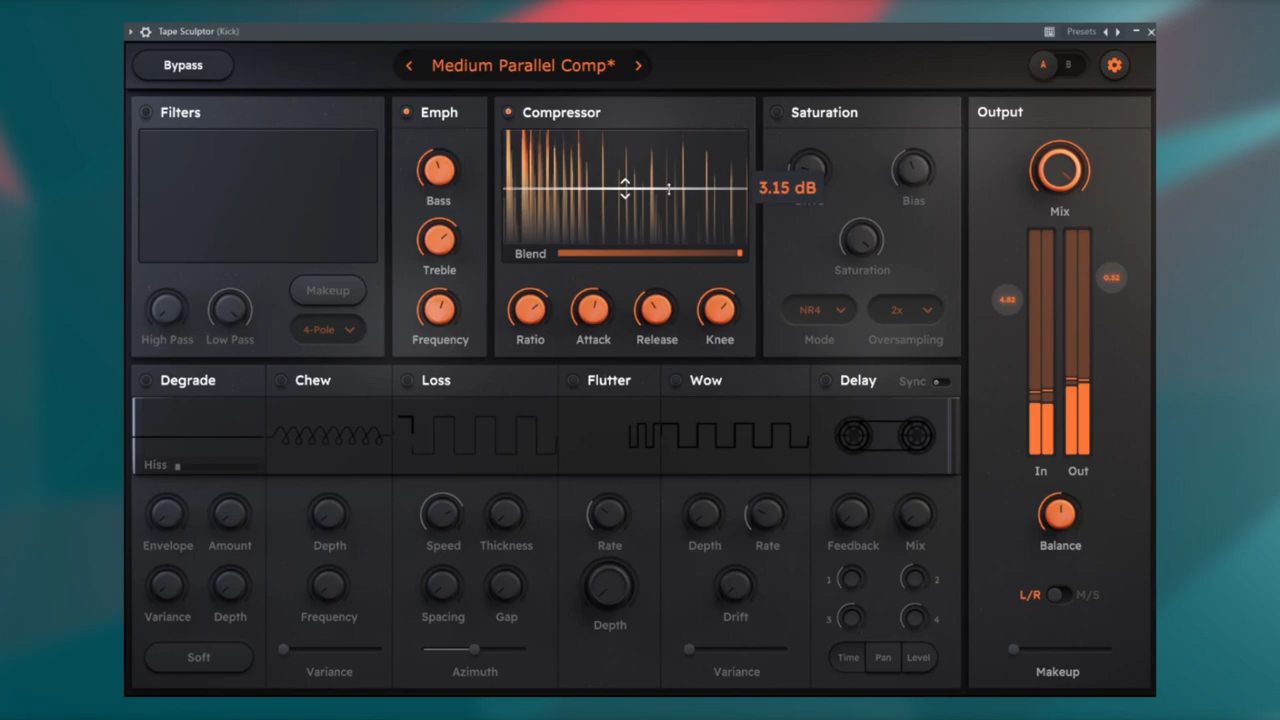 Tape Sculptor (Kick)
Presets
Bypass
Medium Parallel Comp*
A
B
Filters
Emph
Compressor
Saturation
Output
Bass
3.15 dB
Bias
Mix
Treble
Blend
Saturation
Makeup
4.82
0.52
High Pass
Low Pass
4-Pole
Frequency
Ratio
Attack
Release
Knee
NR4
2x
Mode
Oversampling
Degrade
Chew
Loss
Flutter
Wow
Delay
Sync
Hiss
In
Out
Envelope
Amount
Depth
Speed
Thickness
Rate
Depth
Rate
Feedback
Mix
Balance
1
2
Variance
Depth
Frequency
Spacing
Gap
Depth
Drift
3
4
L/R
M/S
Soft
Variance
Azimuth
Variance
Time
Pan
Level
Makeup